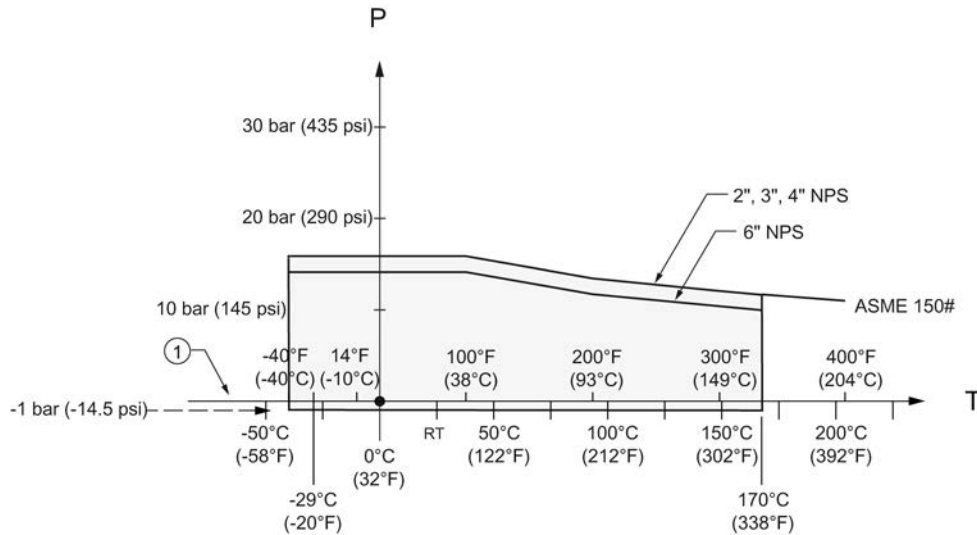 P
30 bar (435 psi)
2", 3", 4" NPS
20 bar (290 psi)
6" NPS
10 bar (145 psi)
ASME 150#
1
-40°F 14°F 100°F 200°F 300°F 400°F
(-40°C) (-10°C) (38°C) (93°C) (149°C) (204°C)
-1 bar (-14.5 psi)
T
-50°C 0°C RT 50°C 100°C 150°C 200°C
(-58°F) (32°F) (122°F) (212°F) (302°F) (392°F)
-29°C 170°C
(-20°F) (338°F)